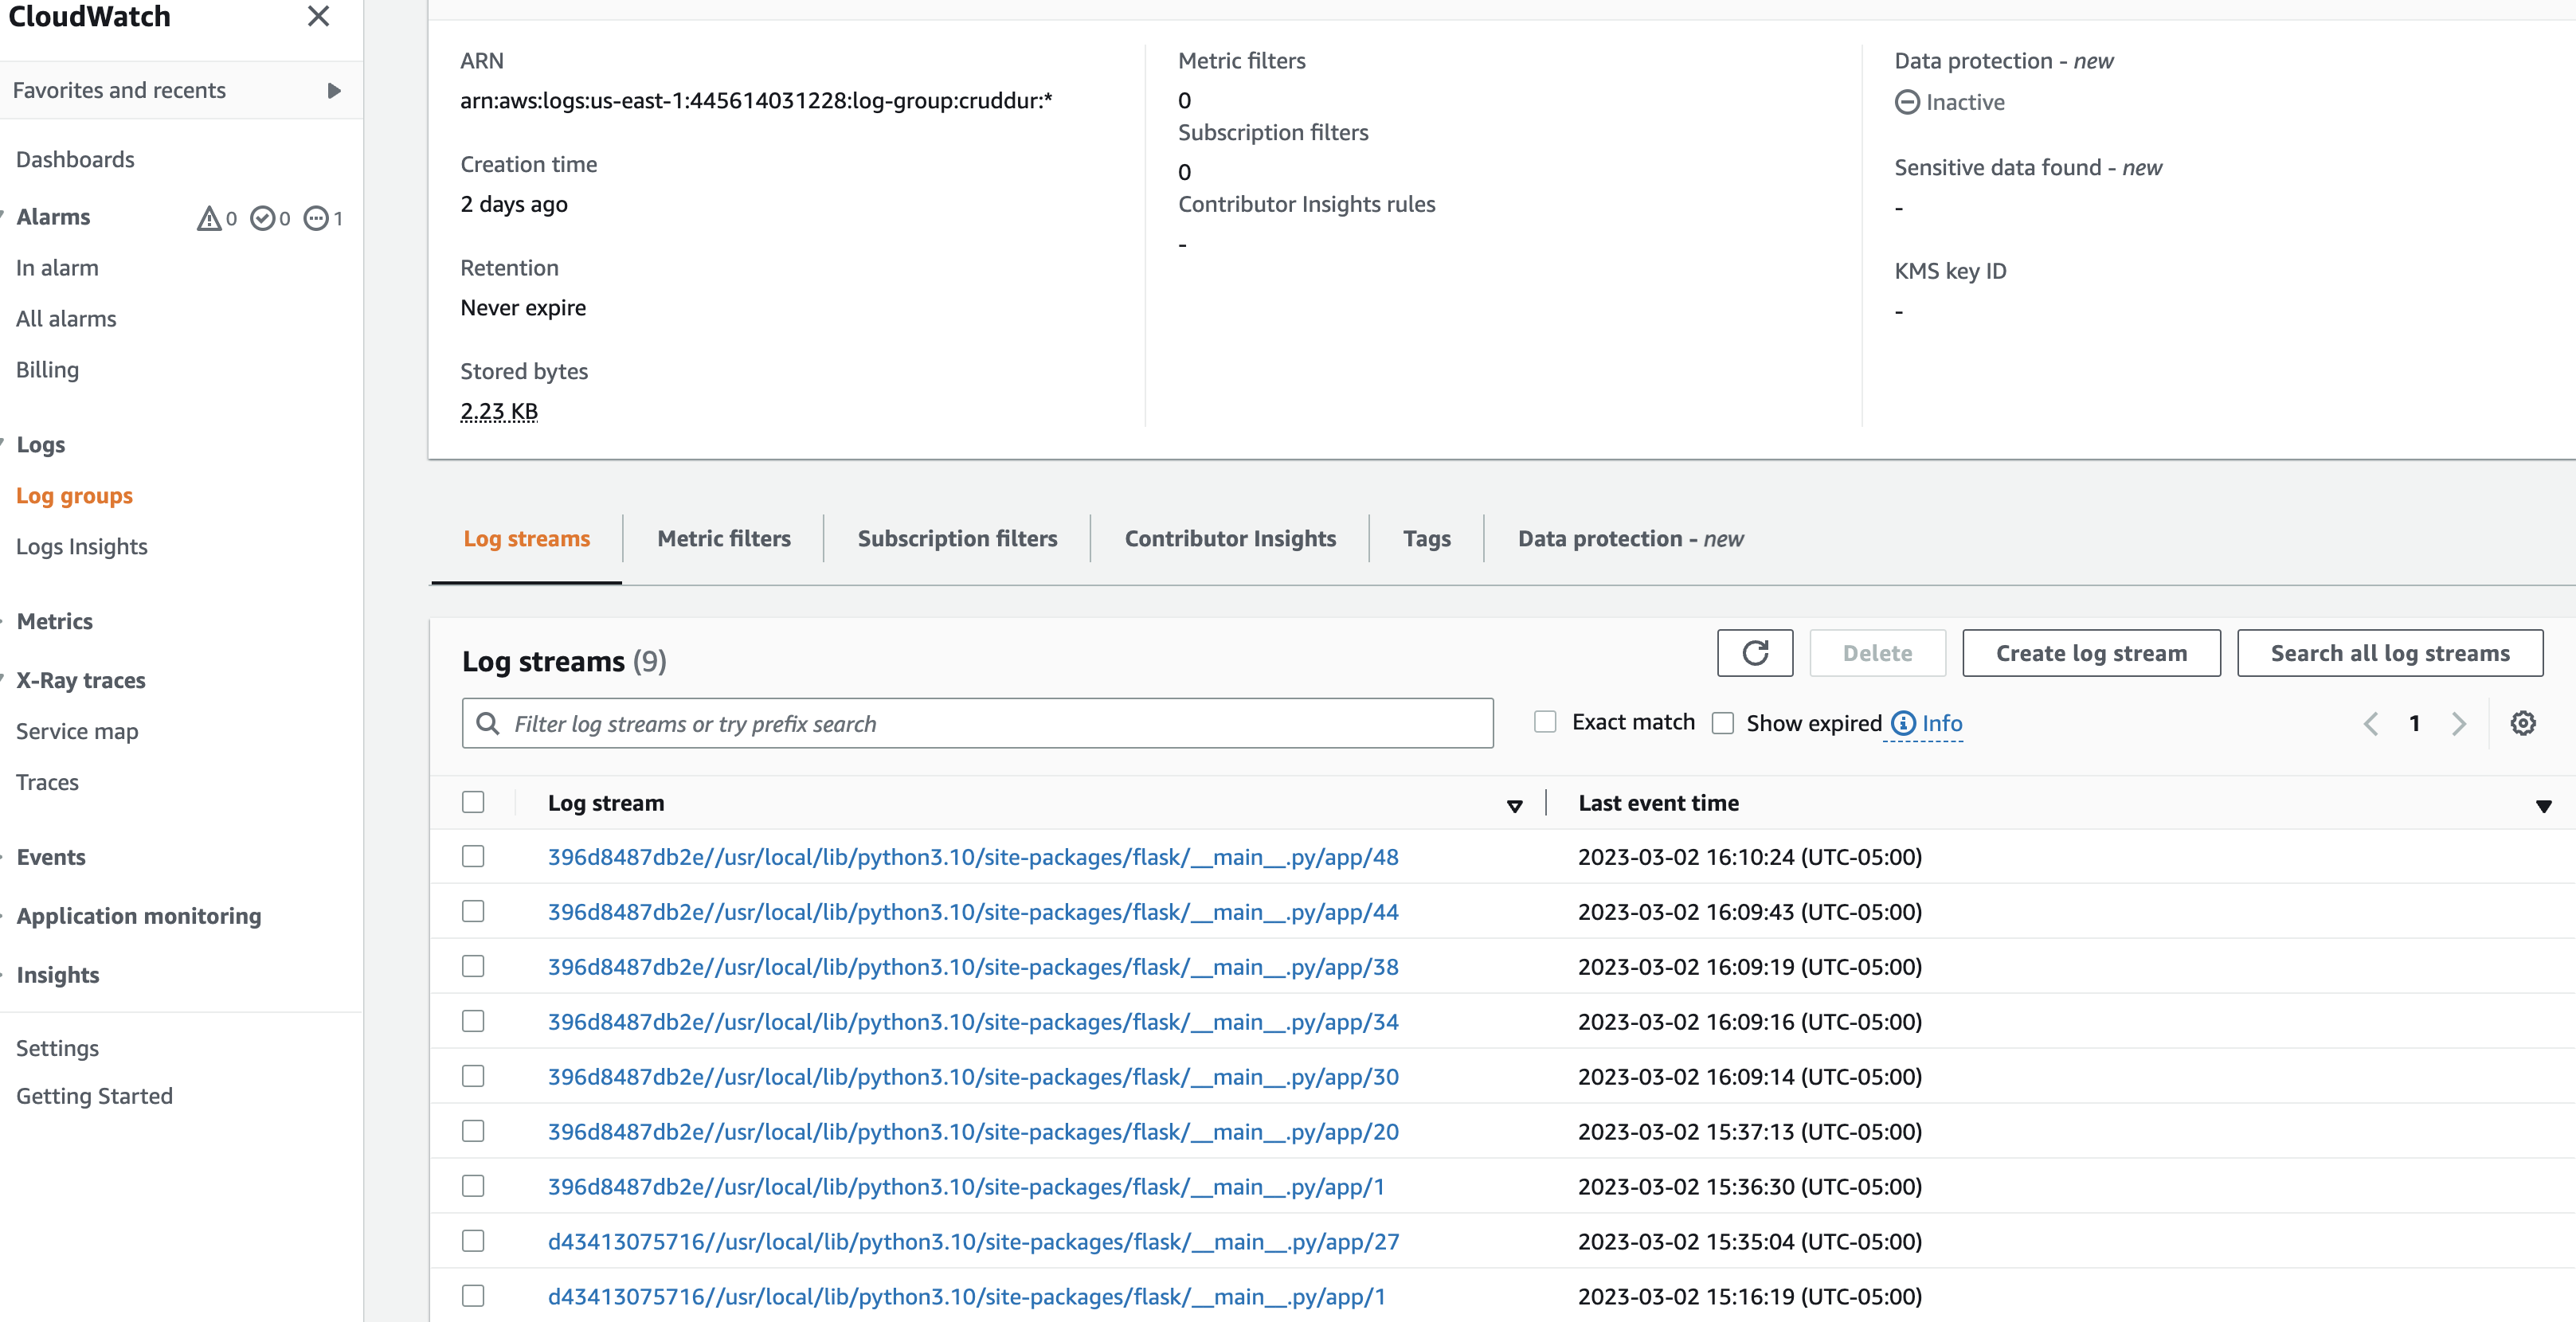 CloudWatch
Favorites and recents
Dashboards
Alarms 0 0 1
In alarm
All alarms
Billing
Logs
Log groups
Logs Insights
Metrics
X-Ray traces
Service map
Traces
Events
Application monitoring
Insights
Settings
Getting Started
ARN
arn:aws:logs:us-east-1:445614031228:log-group:cruddur:*
Creation time
2 days ago
Retention
Never expire
Stored bytes
2.23 KB
Metric filters
0
Subscription filters
0
Contributor Insights rules
-
Data protection - new
Inactive
Sensitive data found - new
-
KMS key ID
-
Log streams Metric filters Subscription filters Contributor Insights Tags Data protection - new
Log streams (9) Delete Create log stream Search all log streams
Filter log streams or try prefix search Exact match Show expired Info 1
Log stream Last event time
396d8487db2e//usr/local/lib/python3.10/site-packages/flask/__main__.py/app/48 2023-03-02 16:10:24 (UTC-05:00)
396d8487db2e//usr/local/lib/python3.10/site-packages/flask/__main__.py/app/44 2023-03-02 16:09:43 (UTC-05:00)
396d8487db2e//usr/local/lib/python3.10/site-packages/flask/__main__.py/app/38 2023-03-02 16:09:19 (UTC-05:00)
396d8487db2e//usr/local/lib/python3.10/site-packages/flask/__main__.py/app/34 2023-03-02 16:09:16 (UTC-05:00)
396d8487db2e//usr/local/lib/python3.10/site-packages/flask/__main__.py/app/30 2023-03-02 16:09:14 (UTC-05:00)
396d8487db2e//usr/local/lib/python3.10/site-packages/flask/__main__.py/app/20 2023-03-02 15:37:13 (UTC-05:00)
396d8487db2e//usr/local/lib/python3.10/site-packages/flask/__main__.py/app/1 2023-03-02 15:36:30 (UTC-05:00)
d43413075716//usr/local/lib/python3.10/site-packages/flask/__main__.py/app/27 2023-03-02 15:35:04 (UTC-05:00)
d43413075716//usr/local/lib/python3.10/site-packages/flask/__main__.py/app/1 2023-03-02 15:16:19 (UTC-05:00)